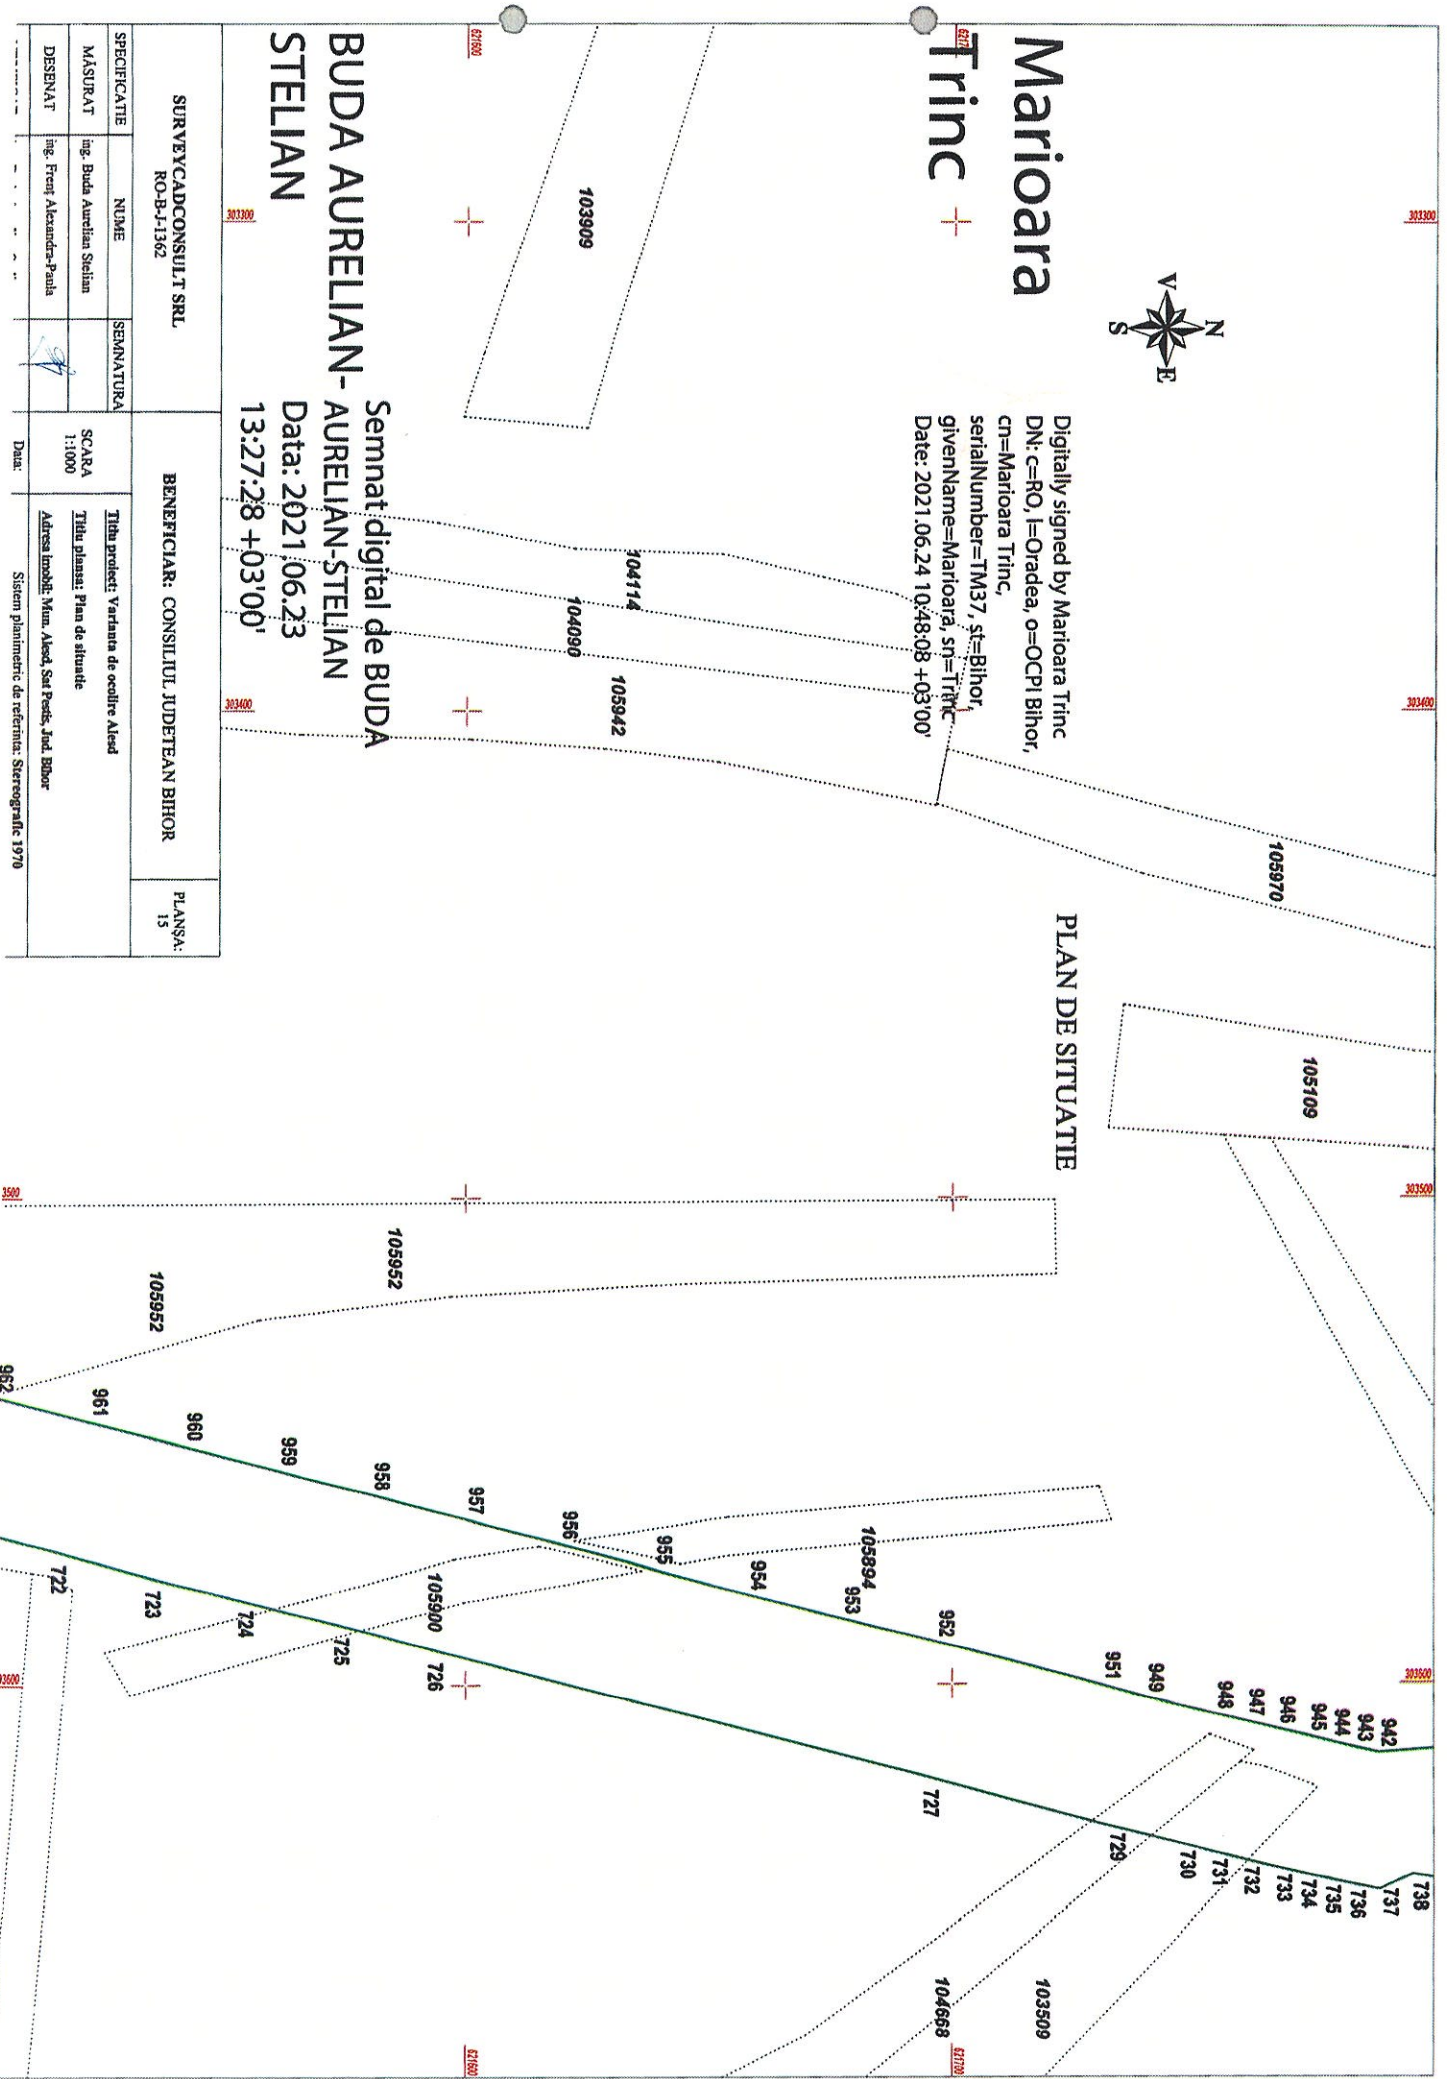 Marioara
Trinc
Digitally signed by Marioara Trinc
DN: c=RO, l=Oradea, o=OCPI Bihor,
cn=Marioara Trinc,
serialNumber=TM37, st=Bihor,
givenName=Marioara, sn=Trinc
Date: 2021.06.24 10:48:08 +03'00'
N
V
E
S
PLAN DE SITUATIE
303300
303400
303500
303600
105970
105109
103909
104114
104090
105942
105952
105952
105894
105900
103509
104668
942
943
944
945
946
947
948
949
951
952
953
954
955
956
957
958
959
960
961
962
738
737
736
735
734
733
732
731
730
729
727
726
725
724
723
722
621600
621700
621600
303300
303400
3500
BUDA AURELIAN-
STELIAN
Semnat digital de BUDA
AURELIAN-STELIAN
Data: 2021.06.23
13:27:28 +03'00'
SURVEYCADCONSULT SRL
RO-B-J-1362
BENEFICIAR: CONSILIUL JUDETEAN BIHOR
PLANȘA:
15
SPECIFICATIE
NUME
SEMNATURA
MĂSURAT
ing. Buda Aurelian Stelian
DESENAT
ing. Frenț Alexandra-Paula
SCARA
1:1000
Titlu proiect: Varianta de ocolire Alesd
Titlu plansa: Plan de situatie
Adresa imobil: Mun. Alesd, Sat Pestis, Jud. Bihor
Data:
Sistem planimetric de referinta: Stereografic 1970